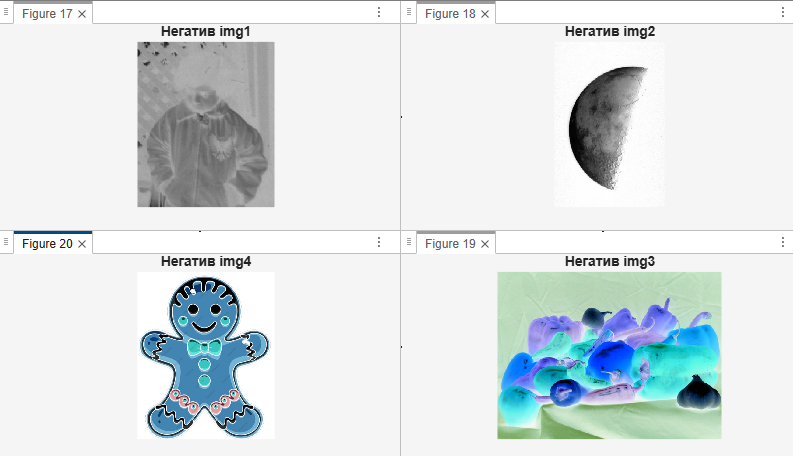 Figure 17
Негатив img1
Figure 18
Негатив img2
Figure 20
Негатив img4
Figure 19
Негатив img3